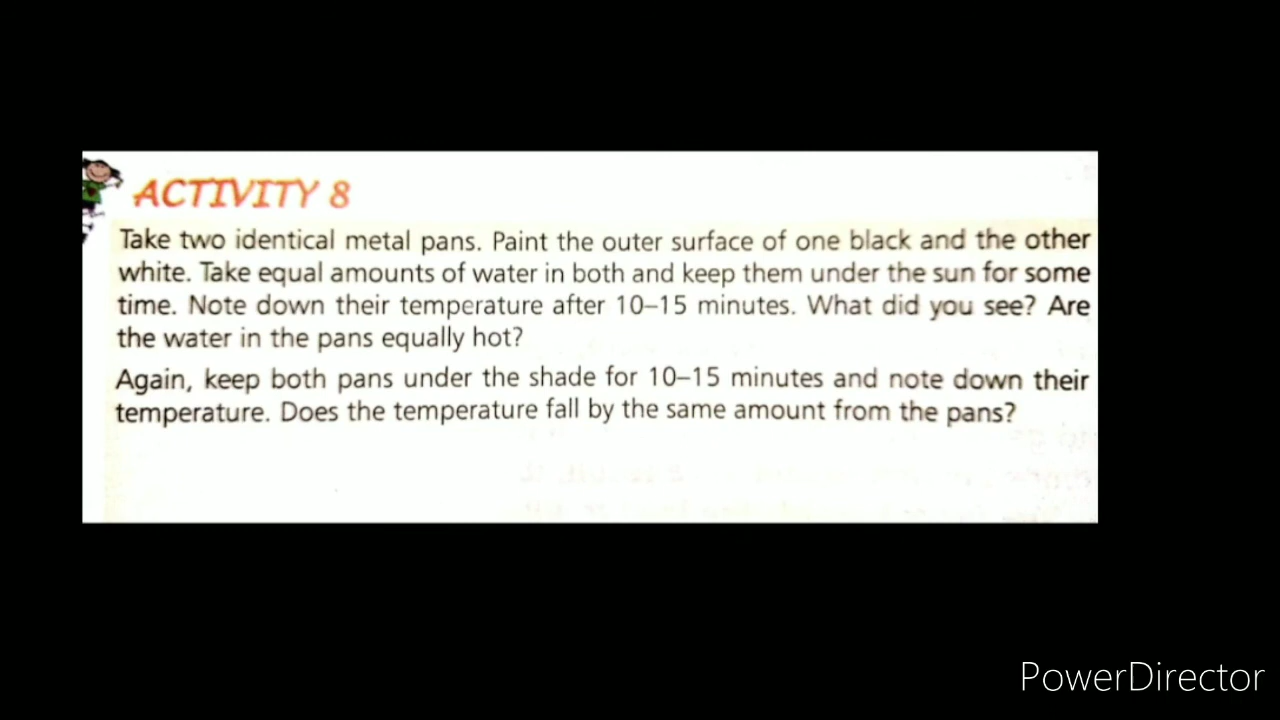 ACTIVITY 8
Take two identical metal pans. Paint the outer surface of one black and the other
white. Take equal amounts of water in both and keep them under the sun for some
time. Note down their temperature after 10–15 minutes. What did you see? Are
the water in the pans equally hot?
Again, keep both pans under the shade for 10–15 minutes and note down their
temperature. Does the temperature fall by the same amount from the pans?
PowerDirector